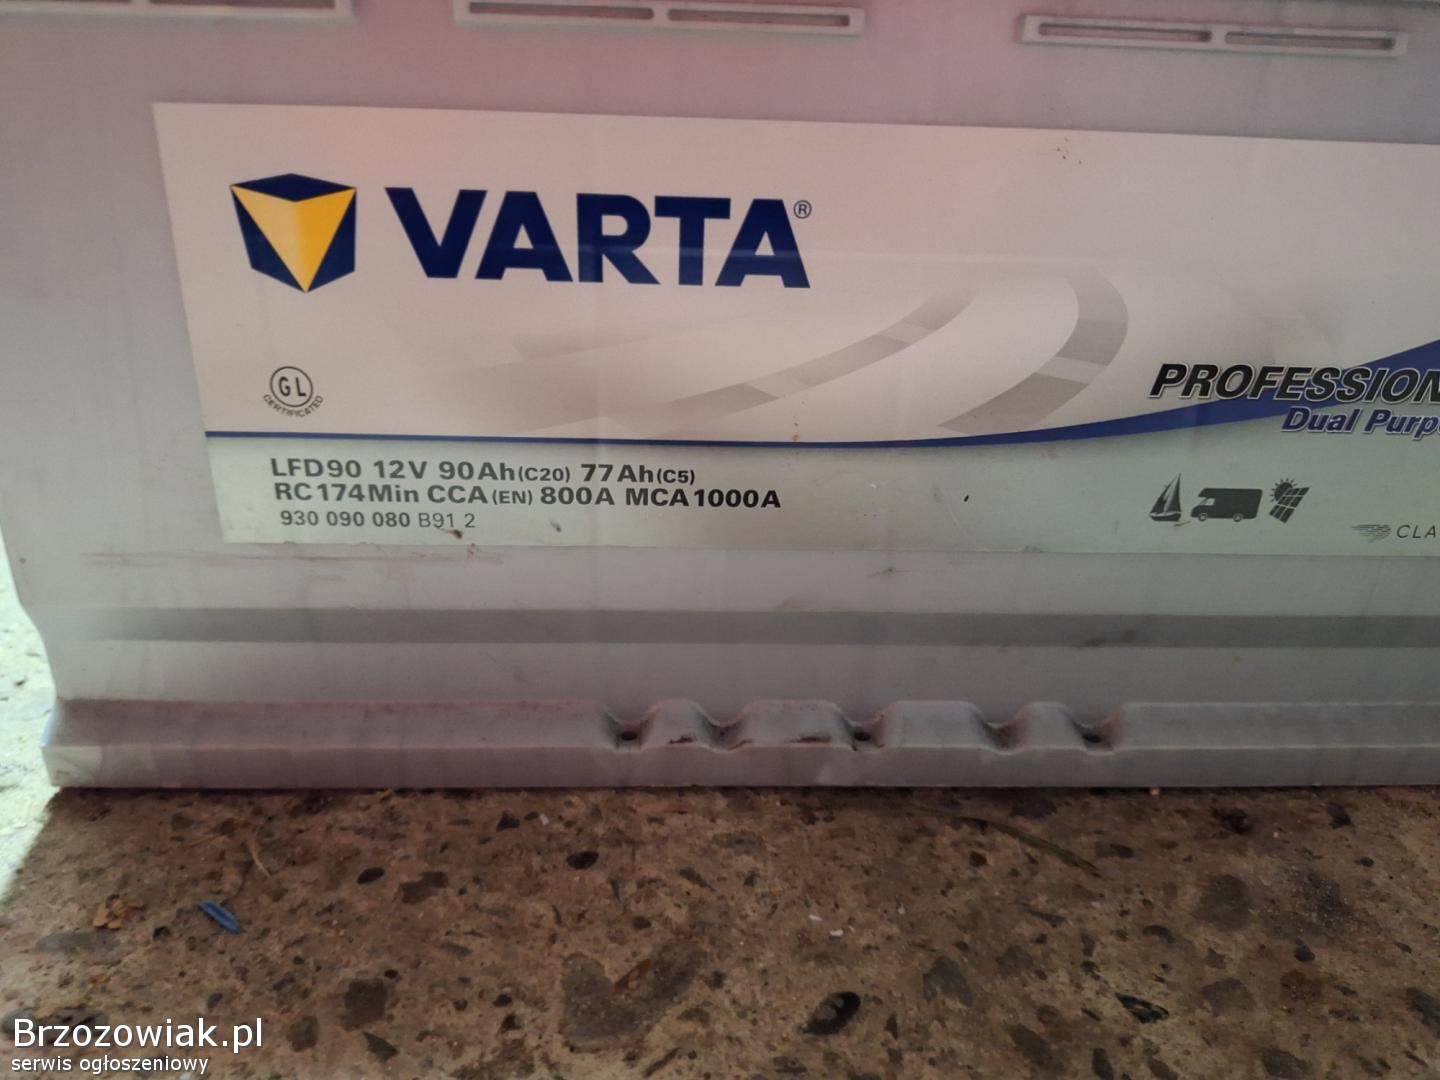 VARTA®
GL
CERTIFICATED
PROFESSION
Dual Purp
LFD90 12V 90Ah(C20) 77Ah(C5)
RC174Min CCA(EN) 800A MCA1000A
930 090 080 B91 2
CLA
Brzozowiak.pl
serwis ogłoszeniowy